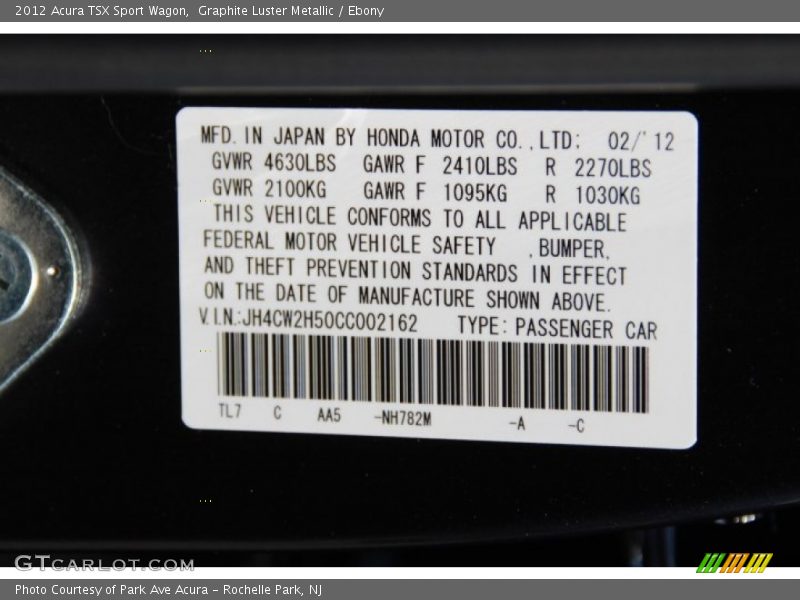 2012 Acura TSX Sport Wagon,  Graphite Luster Metallic / Ebony
MFD. IN JAPAN BY HONDA MOTOR CO.,LTD; 02/'12
GVWR 4630LBS GAWR F 2410LBS R 2270LBS
GVWR 2100KG GAWR F 1095KG R 1030KG
THIS VEHICLE CONFORMS TO ALL APPLICABLE
FEDERAL MOTOR VEHICLE SAFETY ,BUMPER,
AND THEFT PREVENTION STANDARDS IN EFFECT
ON THE DATE OF MANUFACTURE SHOWN ABOVE.
V.I.N.:JH4CW2H50CC002162 TYPE: PASSENGER CAR
TL7 C AA5 -NH782M -A -C
GTCARLOT.COM
Photo Courtesy of Park Ave Acura - Rochelle Park, NJ